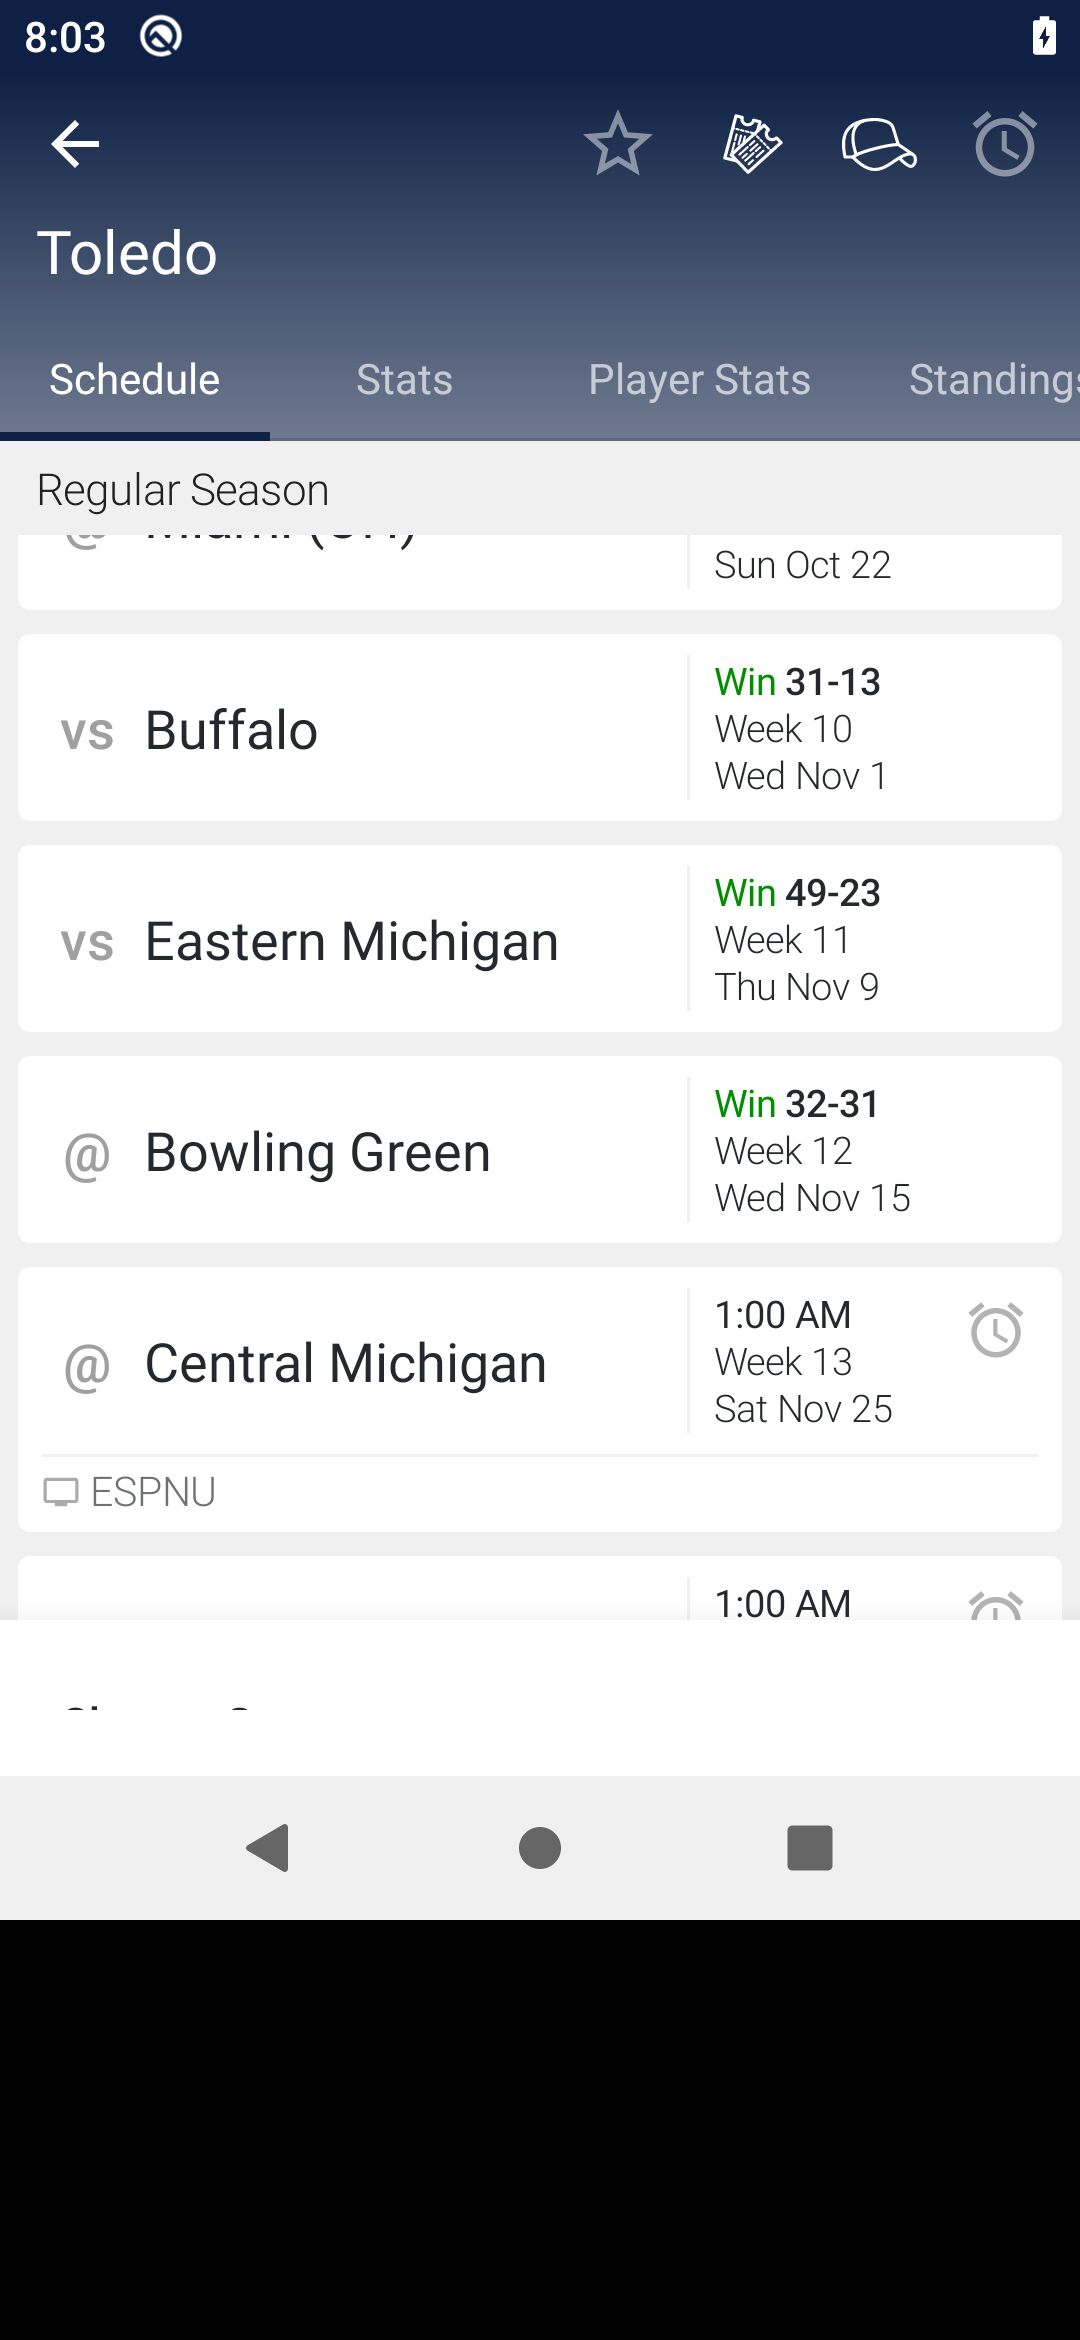 8:03
Toledo
Schedule Stats Player Stats Standings
Regular Season
@ Miami (OH)
Sun Oct 22
vs Buffalo
Win 31-13
Week 10
Wed Nov 1
vs Eastern Michigan
Win 49-23
Week 11
Thu Nov 9
@ Bowling Green
Win 32-31
Week 12
Wed Nov 15
@ Central Michigan
1:00 AM
Week 13
Sat Nov 25
ESPNU
1:00 AM